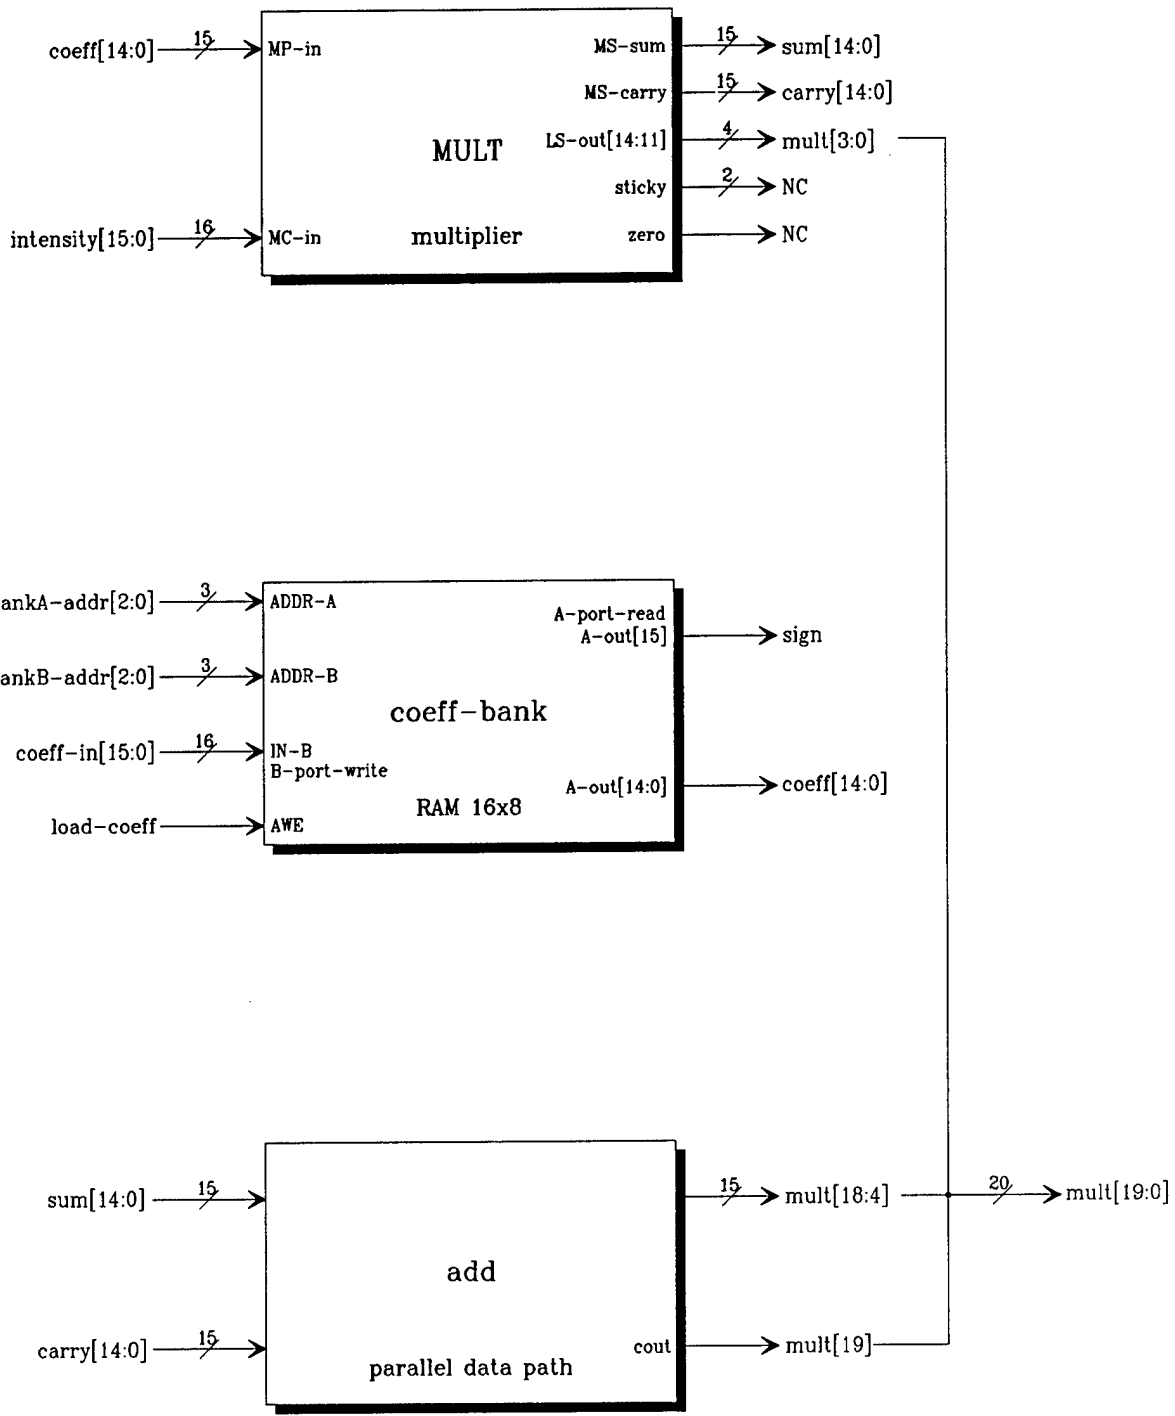 coeff[14:0] 15 MP-in MS-sum 15 sum[14:0]
MS-carry 15 carry[14:0]
MULT LS-out[14:11] 4 mult[3:0]
sticky 2 NC
intensity[15:0] 16 MC-in multiplier zero NC
ankA-addr[2:0] 3 ADDR-A
A-port-read
A-out[15] sign
ankB-addr[2:0] 3 ADDR-B
coeff-bank
coeff-in[15:0] 16 IN-B
B-port-write
A-out[14:0] coeff[14:0]
RAM 16x8
load-coeff AWE
sum[14:0] 15 15 mult[18:4] 20 mult[19:0]
add
carry[14:0] 15 cout mult[19]
parallel data path